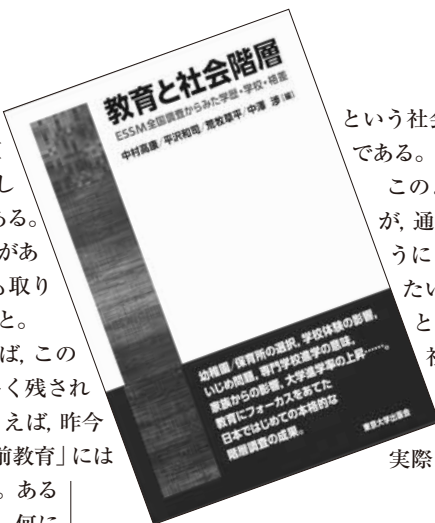 教育と社会階層
ESSM全国調査からみた学歴・学校・格差
中村高康/平沢和司/荒牧草平/中澤 渉[編]
幼稚園/保育所の選択,学校体験の影響,
いじめ問題,専門学校進学の意味,
家族からの影響,大学進学率の上昇……。
教育にフォーカスをあてた
日本ではじめての本格的な
階層調査の成果。
東京大学出版会
し
ある。
があ
も取り
と。
ば,この
く残され
えば,昨今
前教育」には
。ある
何に
という社会
である。
この
が,通
うに
たい
と
社
実際